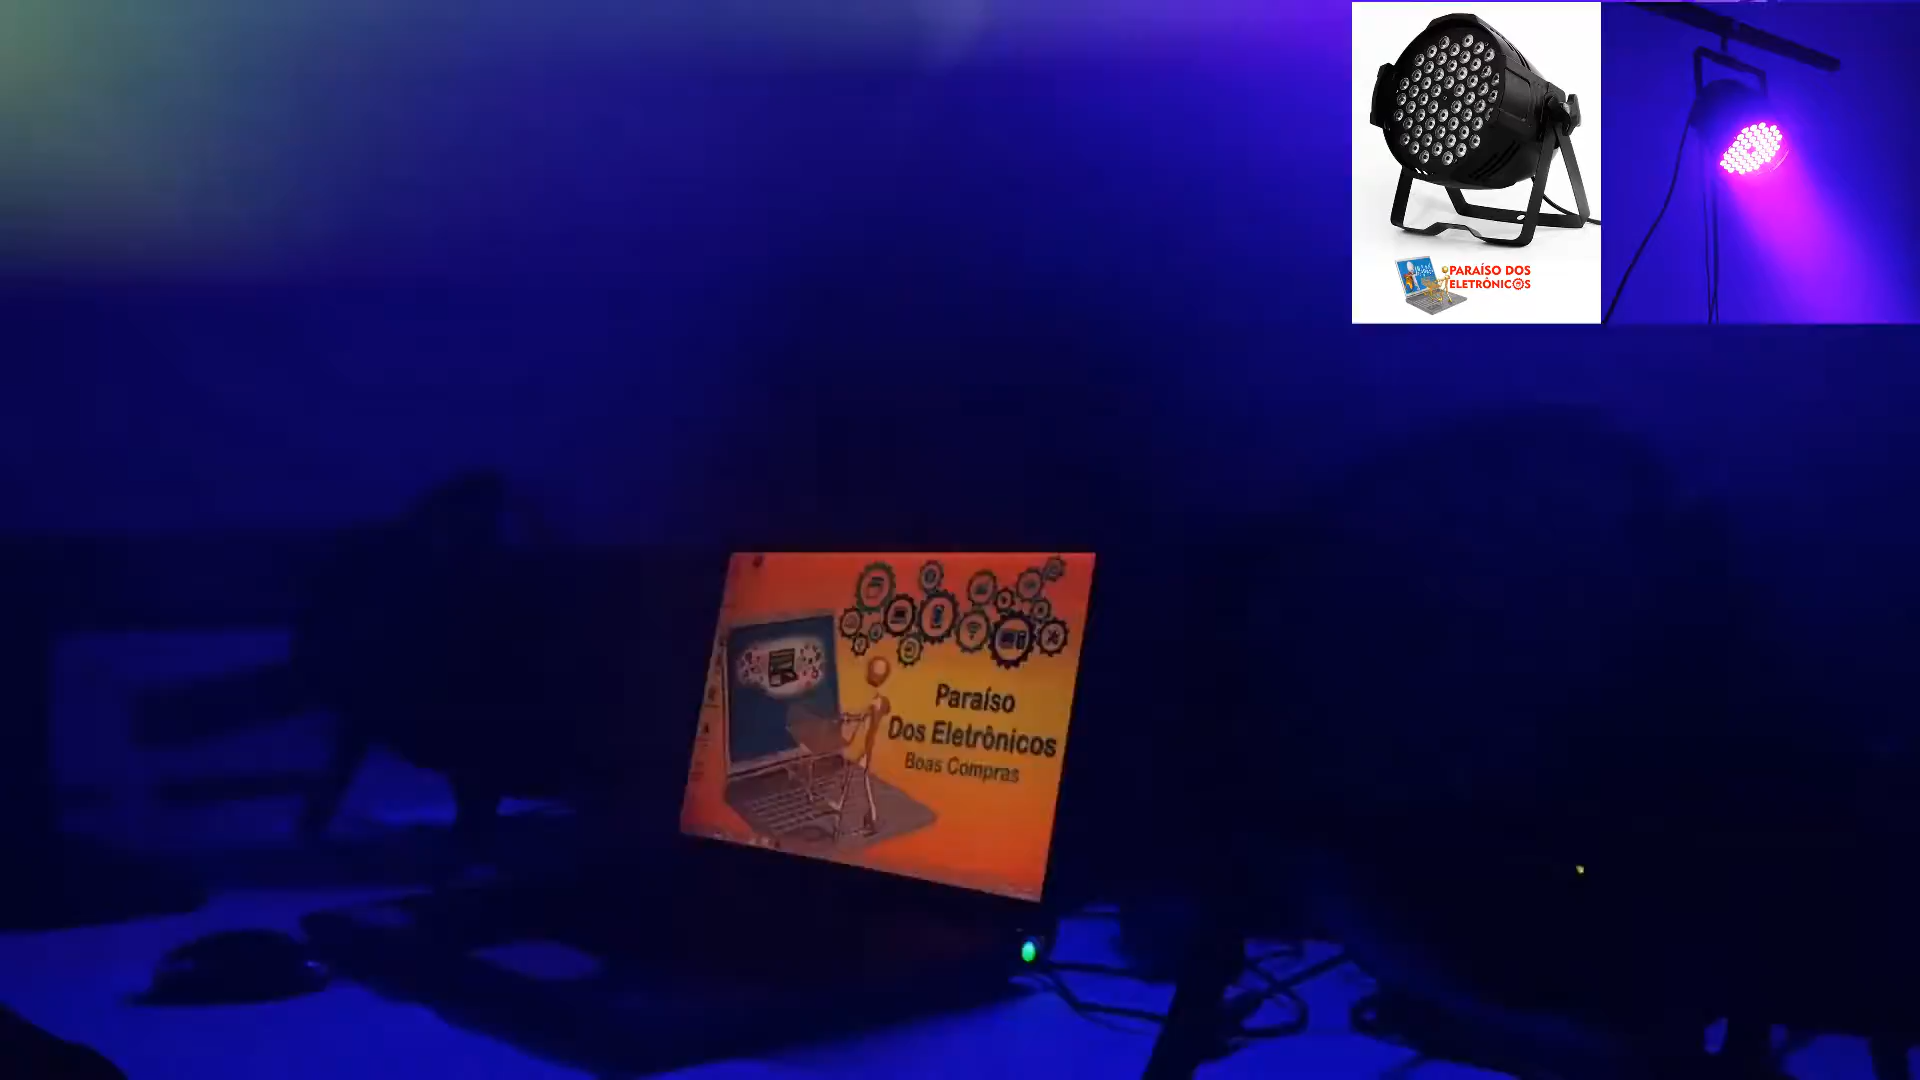 PARAÍSO DOS
ELETRÔNICOS
Paraíso
Dos Eletrônicos
Boas Compras